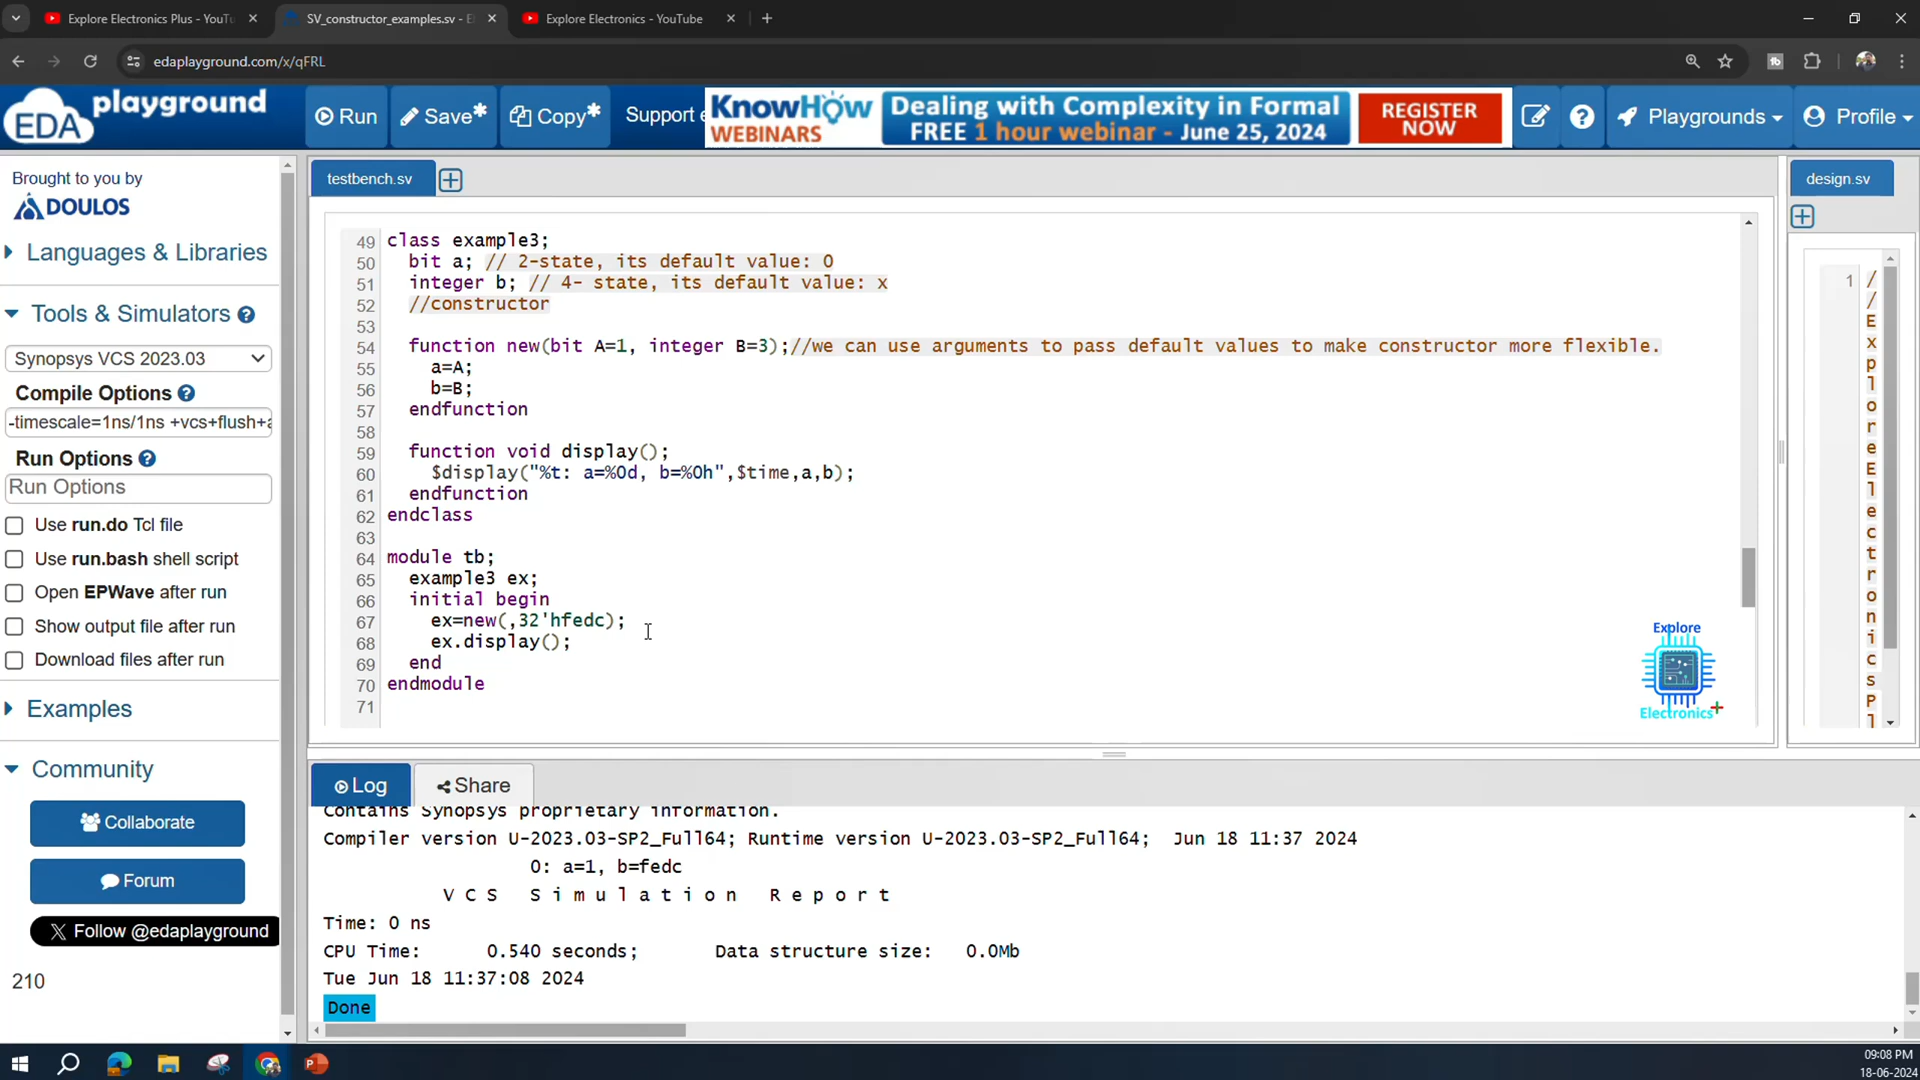 Explore Electronics Plus - YouTu
SV_constructor_examples.sv - E
Explore Electronics - YouTube
edaplayground.com/x/qFRL
EDA playground
Run
Save*
Copy*
Support e
KnowHow WEBINARS
Dealing with Complexity in Formal
FREE 1 hour webinar - June 25, 2024
REGISTER NOW
Playgrounds
Profile
Brought to you by
DOULOS
Languages & Libraries
Tools & Simulators
Synopsys VCS 2023.03
Compile Options
-timescale=1ns/1ns +vcs+flush+a
Run Options
Run Options
Use run.do Tcl file
Use run.bash shell script
Open EPWave after run
Show output file after run
Download files after run
Examples
Community
Collaborate
Forum
Follow @edaplayground
210
testbench.sv
49 class example3;
50 bit a; // 2-state, its default value: 0
51 integer b; // 4- state, its default value: x
52 //constructor
53
54 function new(bit A=1, integer B=3);//we can use arguments to pass default values to make constructor more flexible.
55 a=A;
56 b=B;
57 endfunction
58
59 function void display();
60 $display("%t: a=%0d, b=%0h",$time,a,b);
61 endfunction
62 endclass
63
64 module tb;
65 example3 ex;
66 initial begin
67 ex=new(,32'hfedc);
68 ex.display();
69 end
70 endmodule
71
Explore
Electronics+
design.sv
1 //ExploreElectronicsPl
Log
Share
Contains Synopsys proprietary information.
Compiler version U-2023.03-SP2_Full64; Runtime version U-2023.03-SP2_Full64; Jun 18 11:37 2024
0: a=1, b=fedc
V C S S i m u l a t i o n R e p o r t
Time: 0 ns
CPU Time: 0.540 seconds; Data structure size: 0.0Mb
Tue Jun 18 11:37:08 2024
Done
09:08 PM
18-06-2024